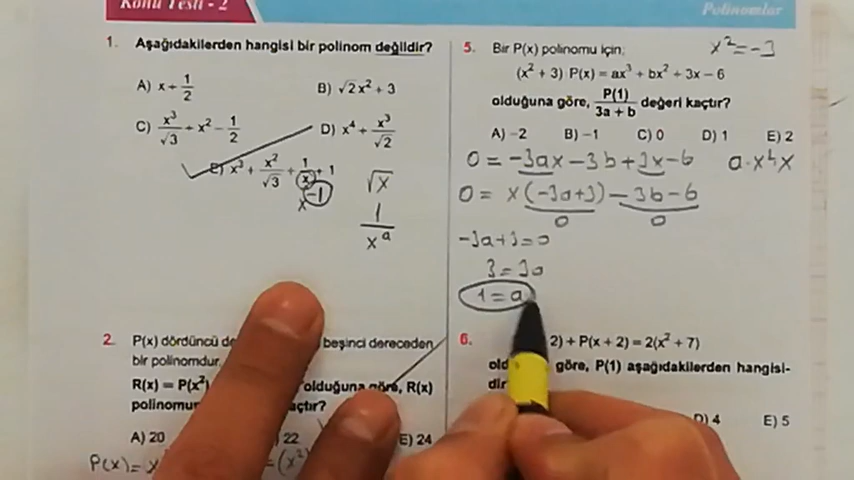 Konu Testi - 2
Polinomlar
1. Aşağıdakilerden hangisi bir polinom değildir?
A) x + 1/2
B) √2x² + 3
C) x³/√3 + x² − 1/2
D) x⁴ + x³/√2
E) x³ + x²/√3 + 1/x + 1
x⁻¹
√x
1/xᵃ
2. P(x) dördüncü de beşinci dereceden
bir polinomdur.
R(x) = P(x²) olduğuna göre, R(x)
polinomu açtır?
A) 20
22
E) 24
P(x) = x
= (x²)
5. Bir P(x) polinomu için;
x² = −3
(x² + 3) P(x) = ax³ + bx² + 3x − 6
olduğuna göre, P(1)/(3a + b) değeri kaçtır?
A) −2 B) −1 C) 0 D) 1 E) 2
0 = −3ax − 3b + 3x − 6
a·x²·x
0 = x(−3a+3) − 3b − 6
0 0
−3a+3=0
3=3a
1=a
6. 2) + P(x + 2) = 2(x² + 7)
göre, P(1) aşağıdakilerden hangisi-
dir
D) 4 E) 5